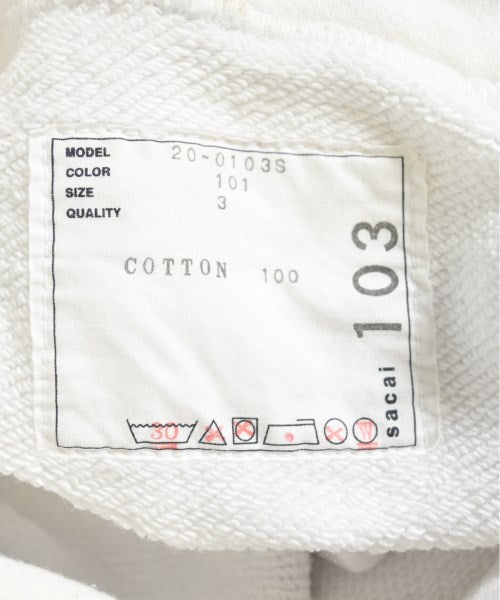 MODEL 20-0103S
COLOR 101
SIZE 3
QUALITY
COTTON 100
30
W
sacai 103